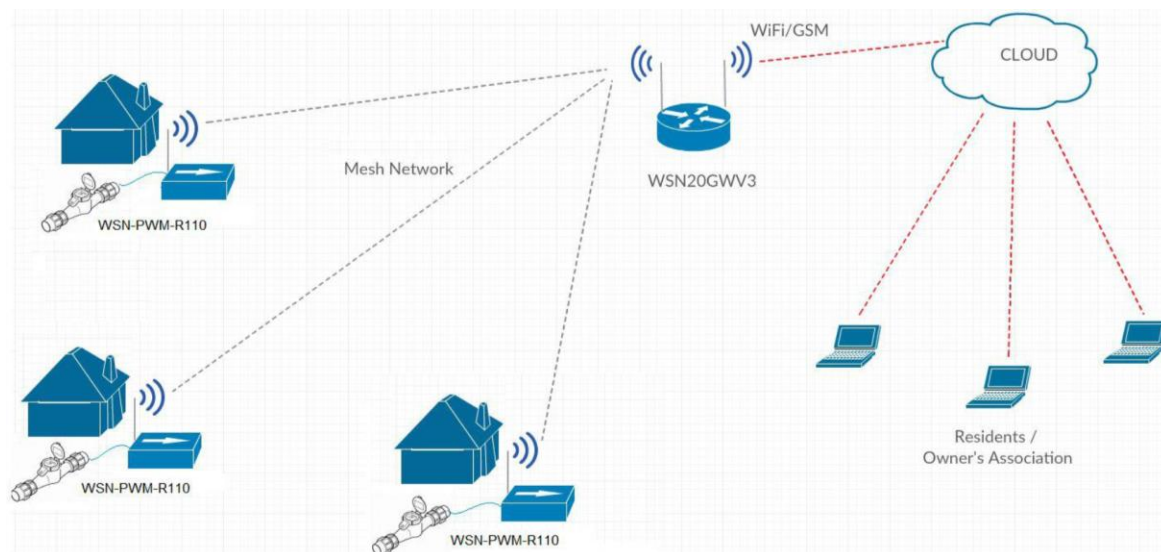 WiFi/GSM
CLOUD
Mesh Network
WSN20GWV3
WSN-PWM-R110
WSN-PWM-R110
WSN-PWM-R110
Residents /
Owner's Association